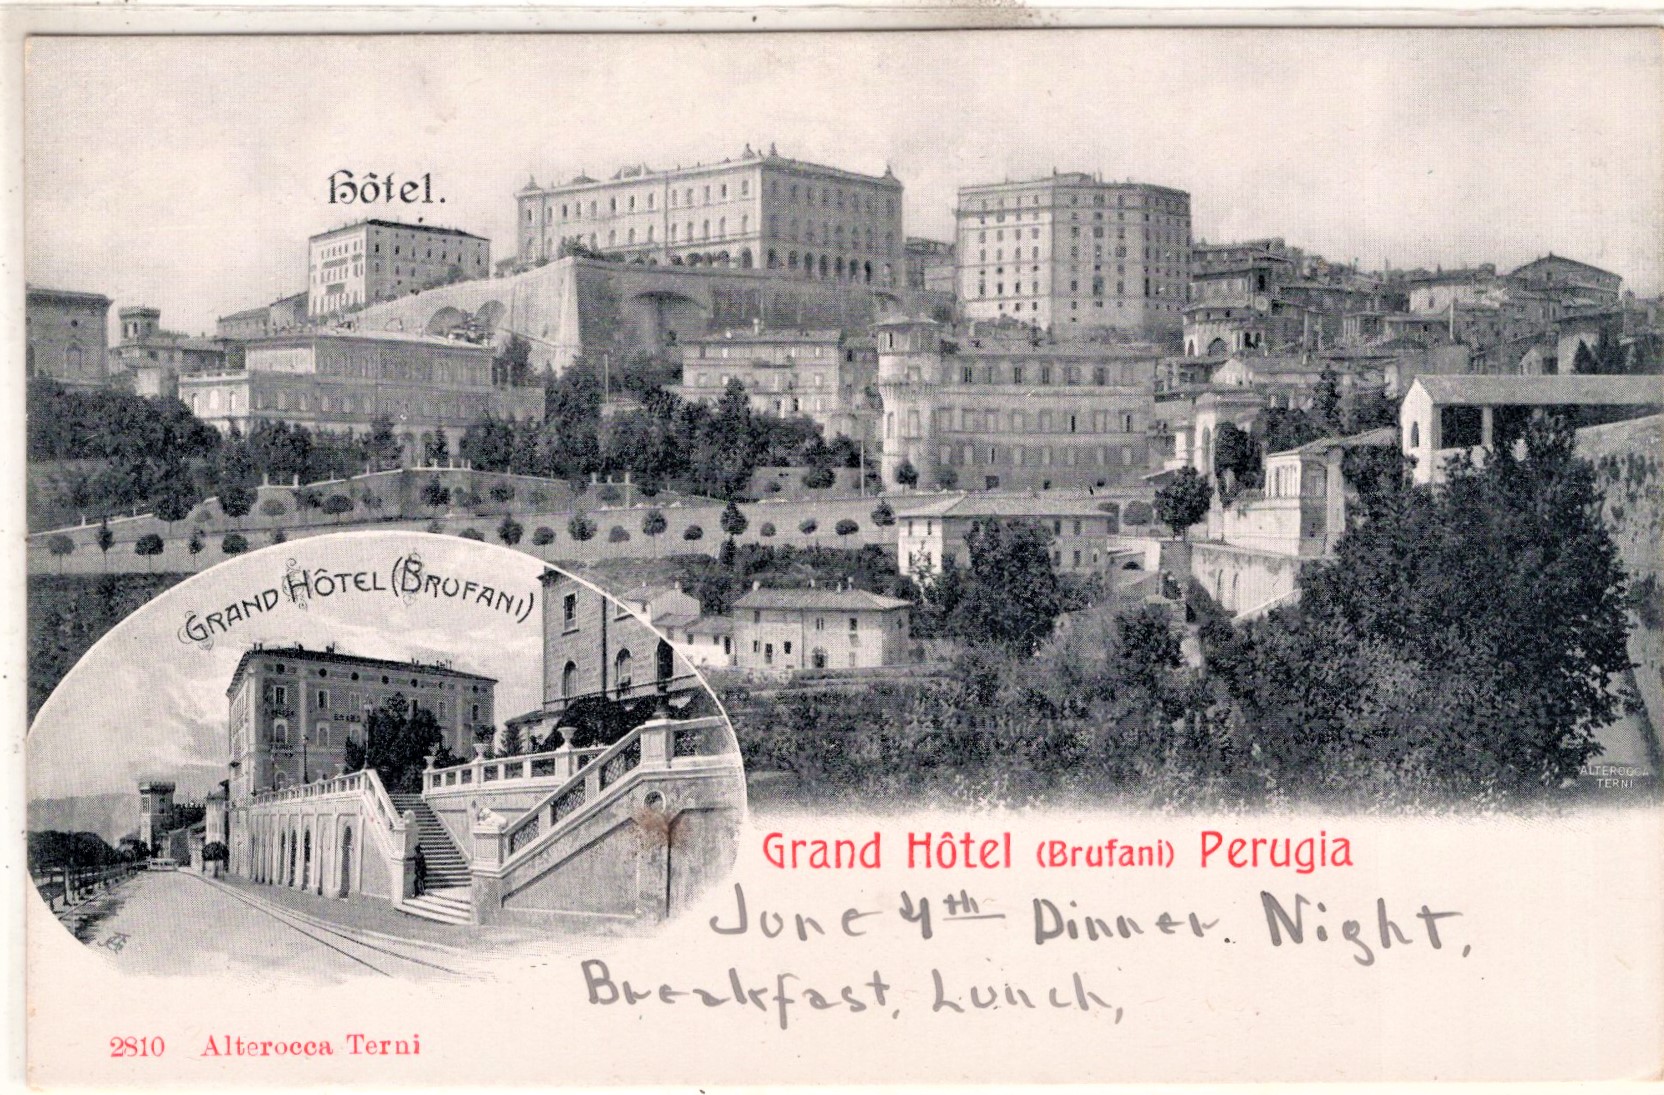 Hôtel.
GRAND HÔTEL (BRUFANI)
ALTEROCCA
TERNI
Grand Hôtel (Brufani) Perugia
June 4th Dinner. Night,
Breakfast, Lunch,
2810 Alterocca Terni